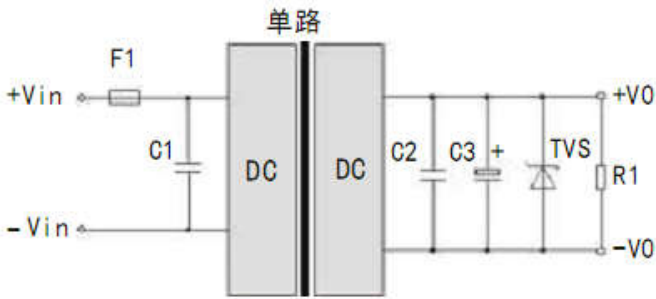 单路
F1
+Vin
C1
-Vin
DC
DC
C2
C3 +
TVS
+V0
R1
-V0